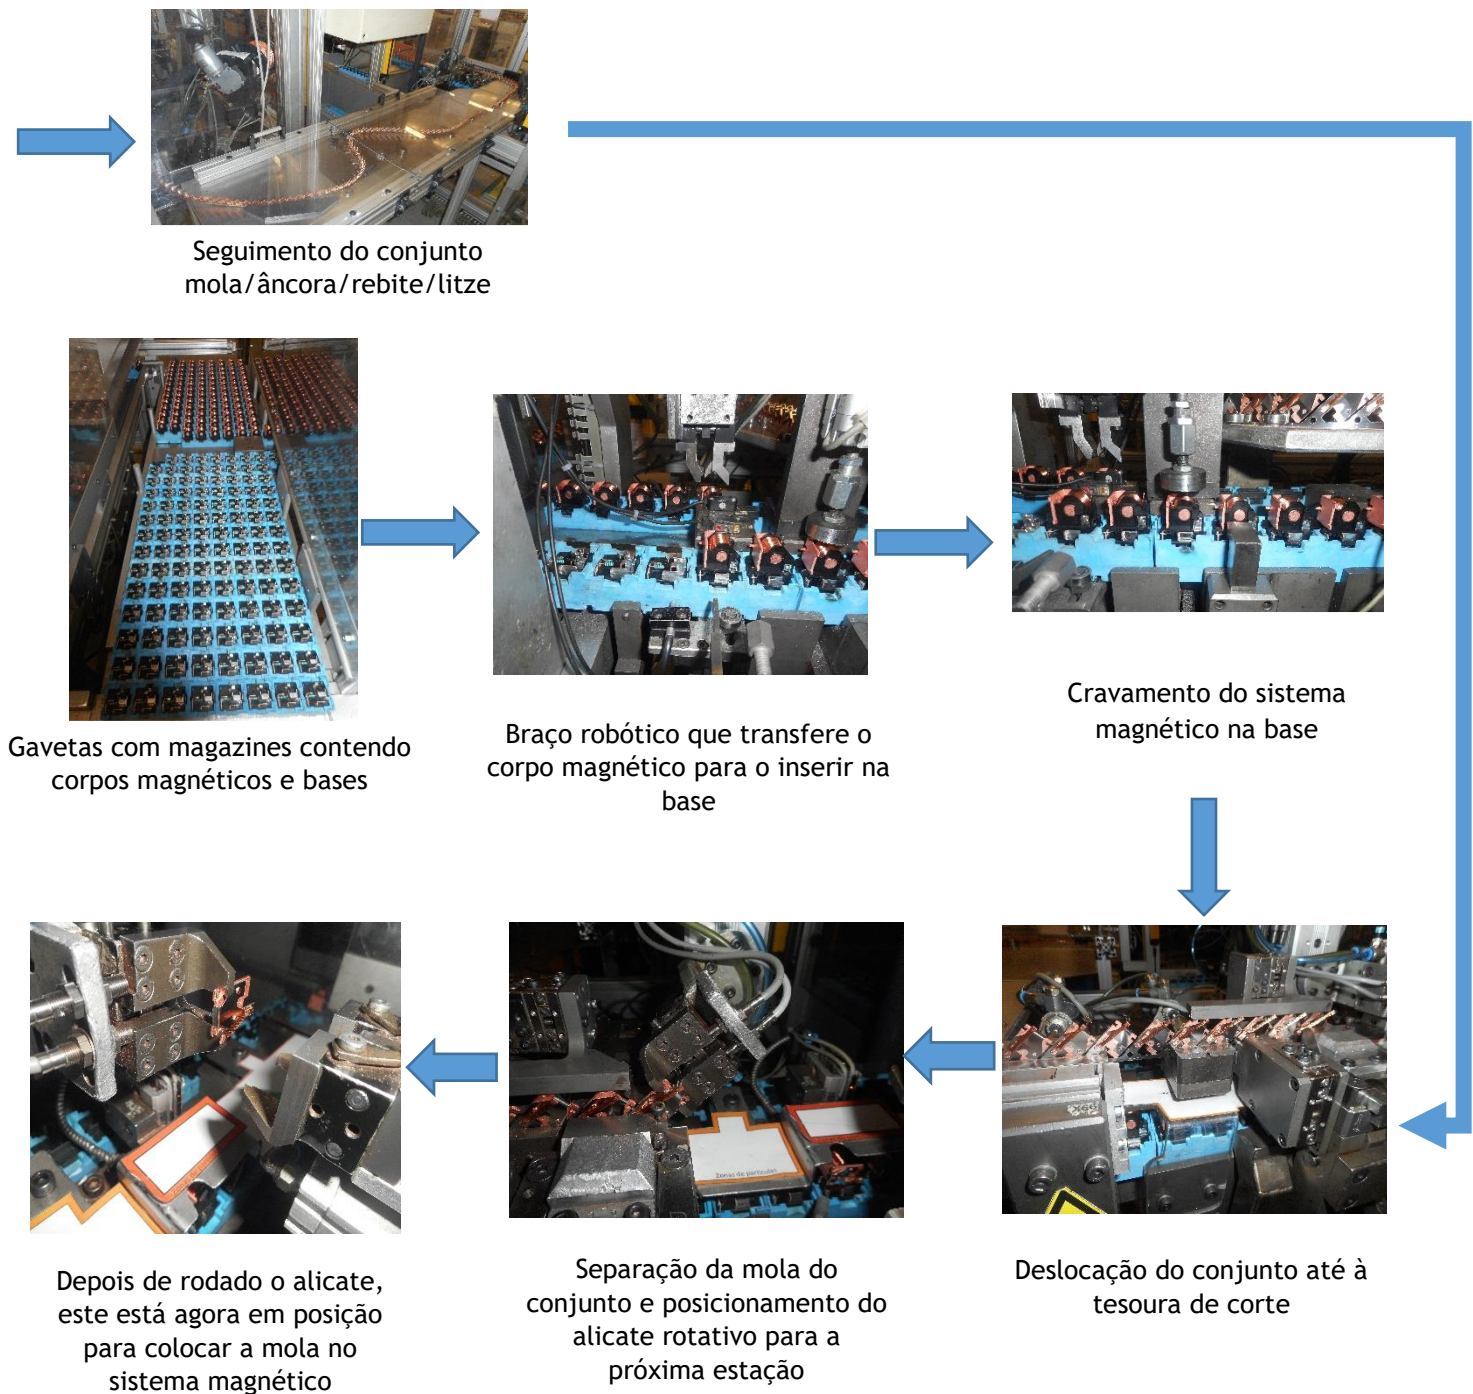 Seguimento do conjunto
mola/âncora/rebite/litze
Gavetas com magazines contendo
corpos magnéticos e bases
Braço robótico que transfere o
corpo magnético para o inserir na
base
Cravamento do sistema
magnético na base
Deslocação do conjunto até à
tesoura de corte
Zonas de partículas
Separação da mola do
conjunto e posicionamento do
alicate rotativo para a
próxima estação
Depois de rodado o alicate,
este está agora em posição
para colocar a mola no
sistema magnético